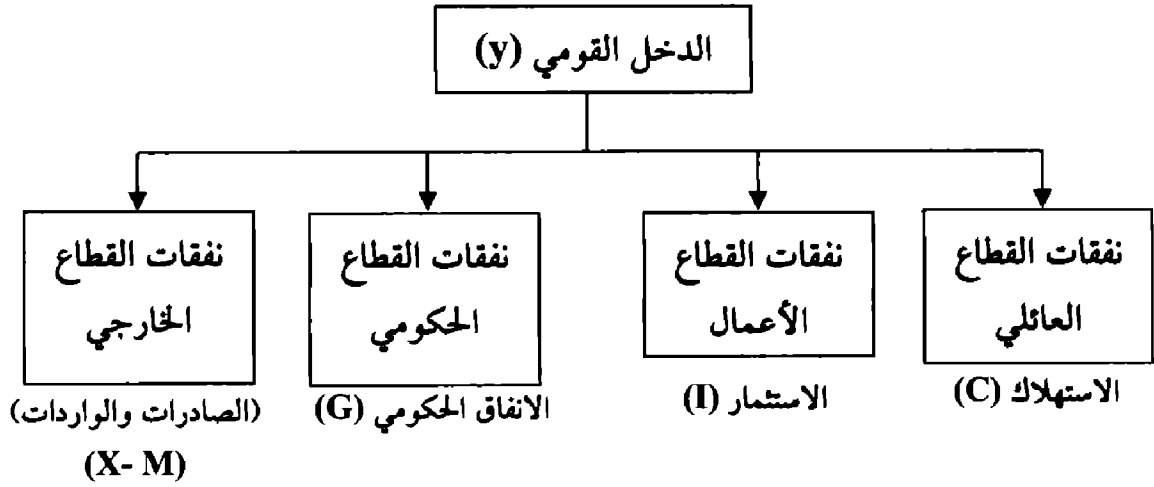 الدخل القومي (y)
نفقات القطاع
العائلي
الاستهلاك (C)
نفقات القطاع
الأعمال
الاستثمار (I)
نفقات القطاع
الحكومي
الانفاق الحكومي (G)
نفقات القطاع
الخارجي
(الصادرات والواردات)
(X- M)